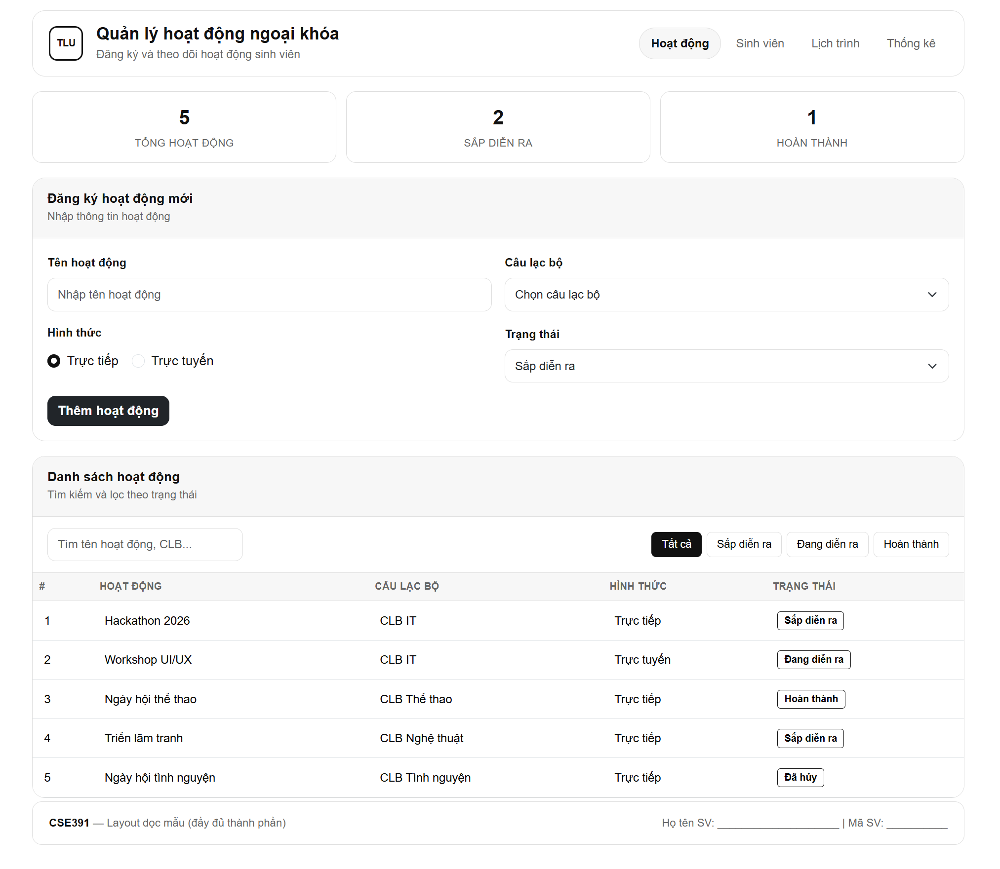 TLU
Quản lý hoạt động ngoại khóa
Đăng ký và theo dõi hoạt động sinh viên
Hoạt động Sinh viên Lịch trình Thống kê
5
TỔNG HOẠT ĐỘNG
2
SẮP DIỄN RA
1
HOÀN THÀNH
Đăng ký hoạt động mới
Nhập thông tin hoạt động
Tên hoạt động
Nhập tên hoạt động
Câu lạc bộ
Chọn câu lạc bộ
Hình thức
Trực tiếp Trực tuyến
Trạng thái
Sắp diễn ra
Thêm hoạt động
Danh sách hoạt động
Tìm kiếm và lọc theo trạng thái
Tìm tên hoạt động, CLB...
Tất cả Sắp diễn ra Đang diễn ra Hoàn thành
# HOẠT ĐỘNG CÂU LẠC BỘ HÌNH THỨC TRẠNG THÁI
1 Hackathon 2026 CLB IT Trực tiếp Sắp diễn ra
2 Workshop UI/UX CLB IT Trực tuyến Đang diễn ra
3 Ngày hội thể thao CLB Thể thao Trực tiếp Hoàn thành
4 Triển lãm tranh CLB Nghệ thuật Trực tiếp Sắp diễn ra
5 Ngày hội tình nguyện CLB Tình nguyện Trực tiếp Đã hủy
CSE391 — Layout dọc mẫu (đầy đủ thành phần)
Họ tên SV: ____________________ | Mã SV: __________